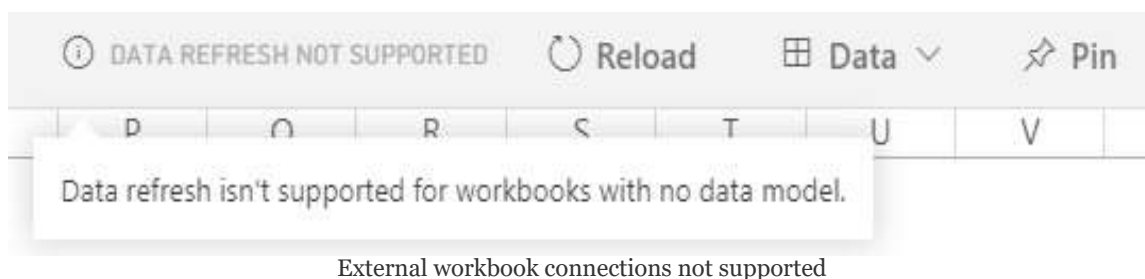 DATA REFRESH NOT SUPPORTED Reload Data Pin
P Q R S T U V
Data refresh isn't supported for workbooks with no data model.
External workbook connections not supported